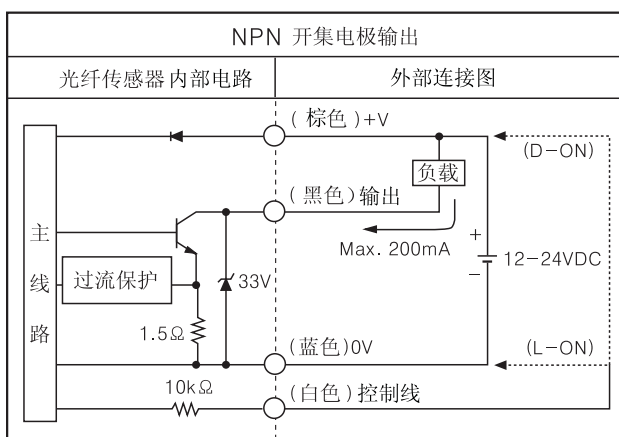 NPN 开集电极输出
光纤传感器内部电路
外部连接图
(棕色)+V
(D-ON)
负载
(黑色)输出
主线路
Max. 200mA
+
12-24VDC
-
过流保护
33V
1.5Ω
(蓝色)0V
(L-ON)
10kΩ
(白色)控制线